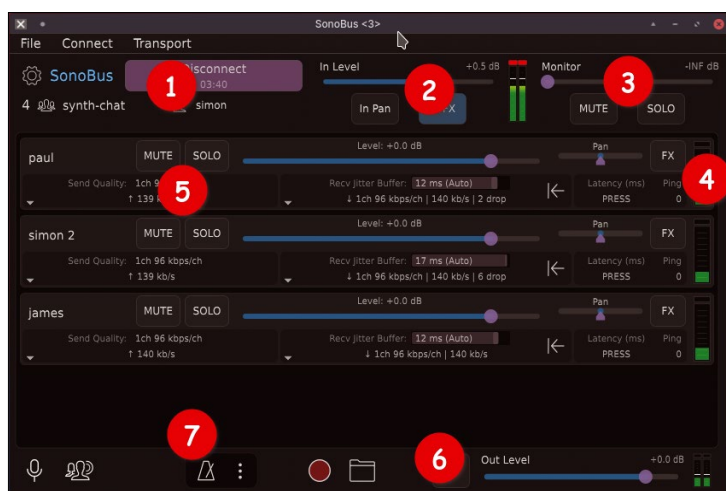 SonoBus <3>
File Connect Transport
SonoBus
Disconnect
03:40
In Level +0.5 dB
Monitor -INF dB
1
2
3
4 synth-chat simon
In Pan FX MUTE SOLO
paul MUTE SOLO Level: +0.0 dB Pan FX
4
Send Quality: 1ch 96 Recv Jitter Buffer: 12 ms (Auto) Latency (ms) Ping
5
↑ 139 ↓ 1ch 96 kbps/ch | 140 kb/s | 2 drop PRESS 0
simon 2 MUTE SOLO Level: +0.0 dB Pan FX
Send Quality: 1ch 96 kbps/ch Recv Jitter Buffer: 17 ms (Auto) Latency (ms) Ping
↑ 139 kb/s ↓ 1ch 96 kbps/ch | 140 kb/s | 6 drop PRESS 0
james MUTE SOLO Level: +0.0 dB Pan FX
Send Quality: 1ch 96 kbps/ch Recv Jitter Buffer: 12 ms (Auto) Latency (ms) Ping
↑ 140 kb/s ↓ 1ch 96 kbps/ch | 140 kb/s PRESS 0
7
6
Out Level +0.0 dB